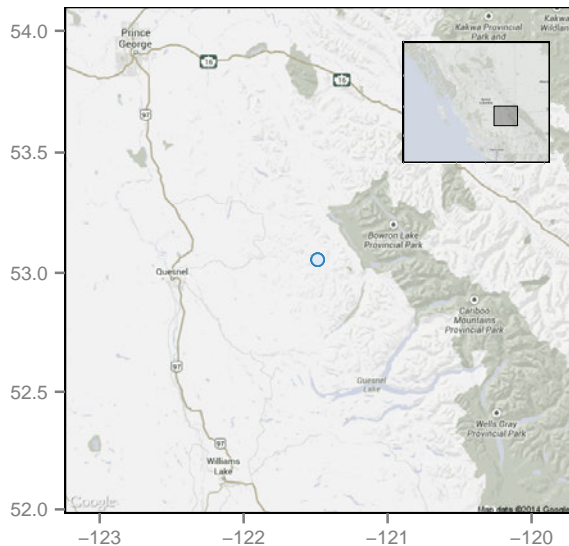 54.0
53.5
53.0
52.5
52.0
−123
−122
−121
−120
Prince
George
16
16
97
Kakwa Provincial
Park and
Kakwa
Wildlan
Bowron Lake
Provincial Park
Quesnel
Cariboo
Mountains
Provincial Park
97
Quesnel
Lake
Wells Gray
Provincial Park
97
Williams
Lake
Google
Map data ©2014 Google